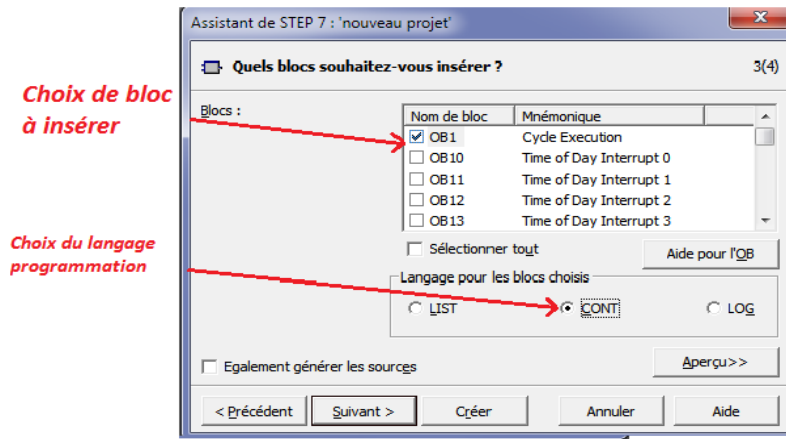 Assistant de STEP 7 : 'nouveau projet'
Quels blocs souhaitez-vous insérer ?
3(4)
Choix de bloc
à insérer
Blocs :
Nom de bloc Mnémonique
OB1 Cycle Execution
OB10 Time of Day Interrupt 0
OB11 Time of Day Interrupt 1
OB12 Time of Day Interrupt 2
OB13 Time of Day Interrupt 3
Sélectionner tout
Aide pour l'OB
Choix du langage
programmation
Langage pour les blocs choisis
LIST CONT LOG
Egalement générer les sources
Aperçu>>
< Précédent Suivant > Créer Annuler Aide